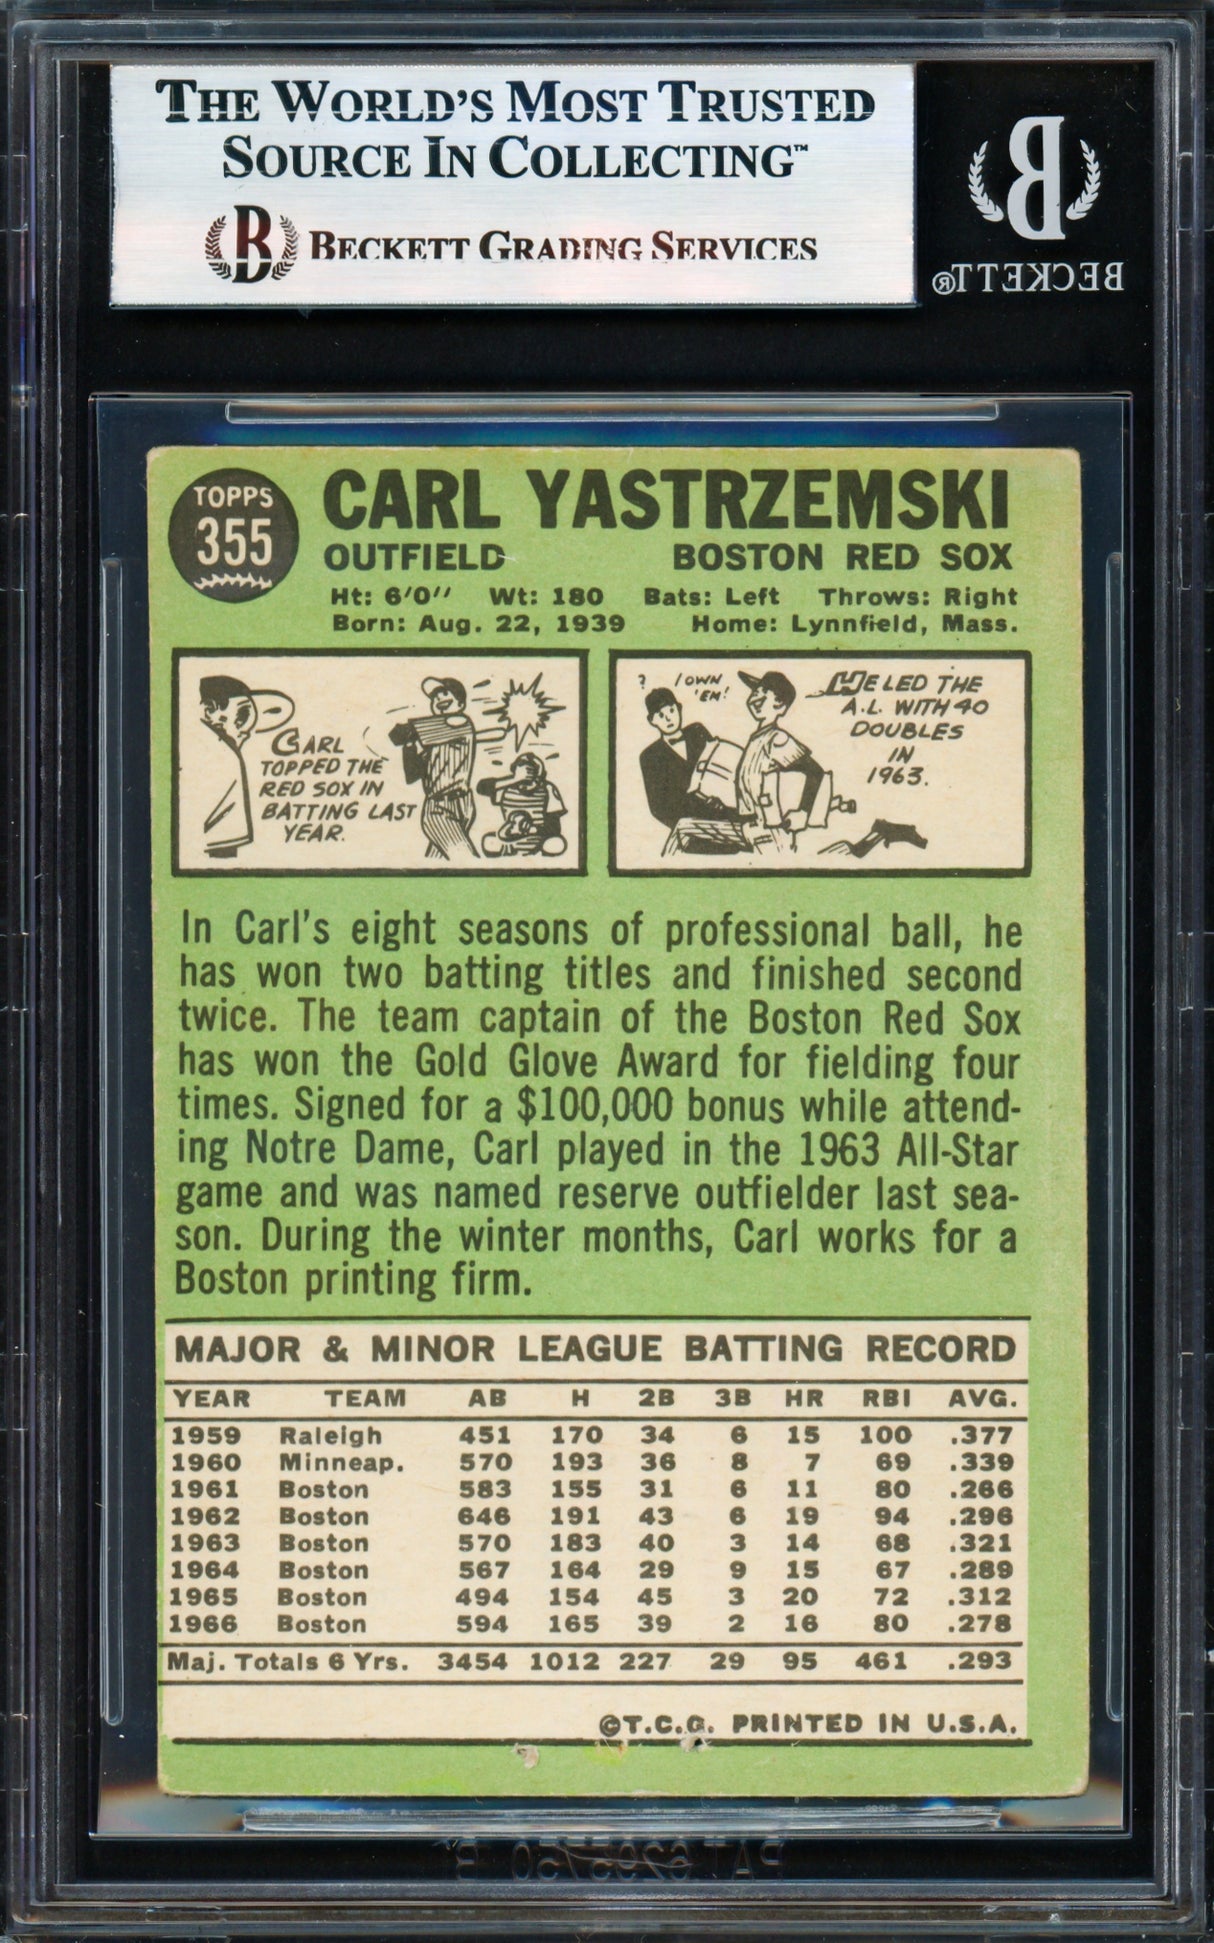 THE WORLD'S MOST TRUSTED
SOURCE IN COLLECTING™
B BECKETT GRADING SERVICES
B
BECKETT®
TOPPS
355
CARL YASTRZEMSKI
OUTFIELD BOSTON RED SOX
Ht: 6'0'' Wt: 180 Bats: Left Throws: Right
Born: Aug. 22, 1939 Home: Lynnfield, Mass.
CARL
TOPPED THE
RED SOX IN
BATTING LAST
YEAR.
?
I OWN
'EM!
HE LED THE
A.L. WITH 40
DOUBLES
IN
1963.
In Carl's eight seasons of professional ball, he
has won two batting titles and finished second
twice. The team captain of the Boston Red Sox
has won the Gold Glove Award for fielding four
times. Signed for a $100,000 bonus while attend-
ing Notre Dame, Carl played in the 1963 All-Star
game and was named reserve outfielder last sea-
son. During the winter months, Carl works for a
Boston printing firm.
MAJOR & MINOR LEAGUE BATTING RECORD
YEAR TEAM AB H 2B 3B HR RBI AVG.
1959 Raleigh 451 170 34 6 15 100 .377
1960 Minneap. 570 193 36 8 7 69 .339
1961 Boston 583 155 31 6 11 80 .266
1962 Boston 646 191 43 6 19 94 .296
1963 Boston 570 183 40 3 14 68 .321
1964 Boston 567 164 29 9 15 67 .289
1965 Boston 494 154 45 3 20 72 .312
1966 Boston 594 165 39 2 16 80 .278
Maj. Totals 6 Yrs. 3454 1012 227 29 95 461 .293
©T.C.G. PRINTED IN U.S.A.